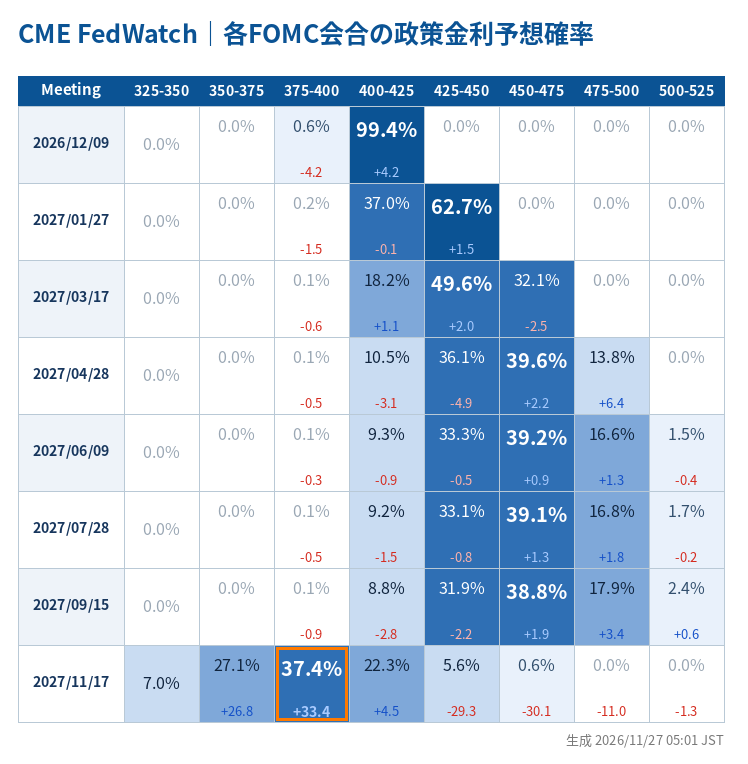 CME FedWatch｜各FOMC会合の政策金利予想確率
Meeting 325-350 350-375 375-400 400-425 425-450 450-475 475-500 500-525
2026/12/09 0.0% 0.0% 0.6% 99.4% 0.0% 0.0% 0.0% 0.0%
-4.2 +4.2
2027/01/27 0.0% 0.0% 0.2% 37.0% 62.7% 0.0% 0.0% 0.0%
-1.5 -0.1 +1.5
2027/03/17 0.0% 0.0% 0.1% 18.2% 49.6% 32.1% 0.0% 0.0%
-0.6 +1.1 +2.0 -2.5
2027/04/28 0.0% 0.0% 0.1% 10.5% 36.1% 39.6% 13.8% 0.0%
-0.5 -3.1 -4.9 +2.2 +6.4
2027/06/09 0.0% 0.0% 0.1% 9.3% 33.3% 39.2% 16.6% 1.5%
-0.3 -0.9 -0.5 +0.9 +1.3 -0.4
2027/07/28 0.0% 0.0% 0.1% 9.2% 33.1% 39.1% 16.8% 1.7%
-0.5 -1.5 -0.8 +1.3 +1.8 -0.2
2027/09/15 0.0% 0.0% 0.1% 8.8% 31.9% 38.8% 17.9% 2.4%
-0.9 -2.8 -2.2 +1.9 +3.4 +0.6
2027/11/17 7.0% 27.1% 37.4% 22.3% 5.6% 0.6% 0.0% 0.0%
+26.8 +33.4 +4.5 -29.3 -30.1 -11.0 -1.3
生成 2026/11/27 05:01 JST